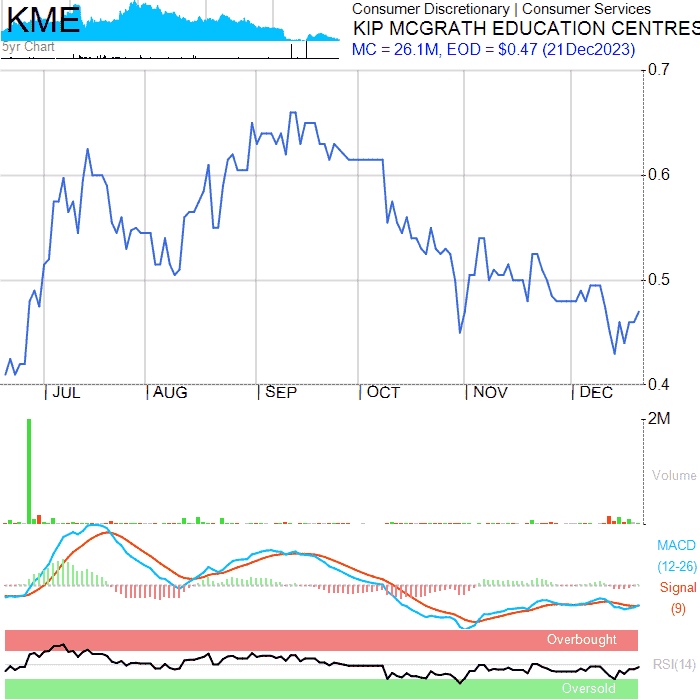 KME
5yr Chart
Consumer Discretionary | Consumer Services
KIP MCGRATH EDUCATION CENTRES
MC = 26.1M, EOD = $0.47 (21Dec2023)
0.7
0.6
0.5
0.4
JUL
AUG
SEP
OCT
NOV
DEC
2M
Volume
MACD
(12-26)
Signal
(9)
Overbought
RSI(14)
Oversold